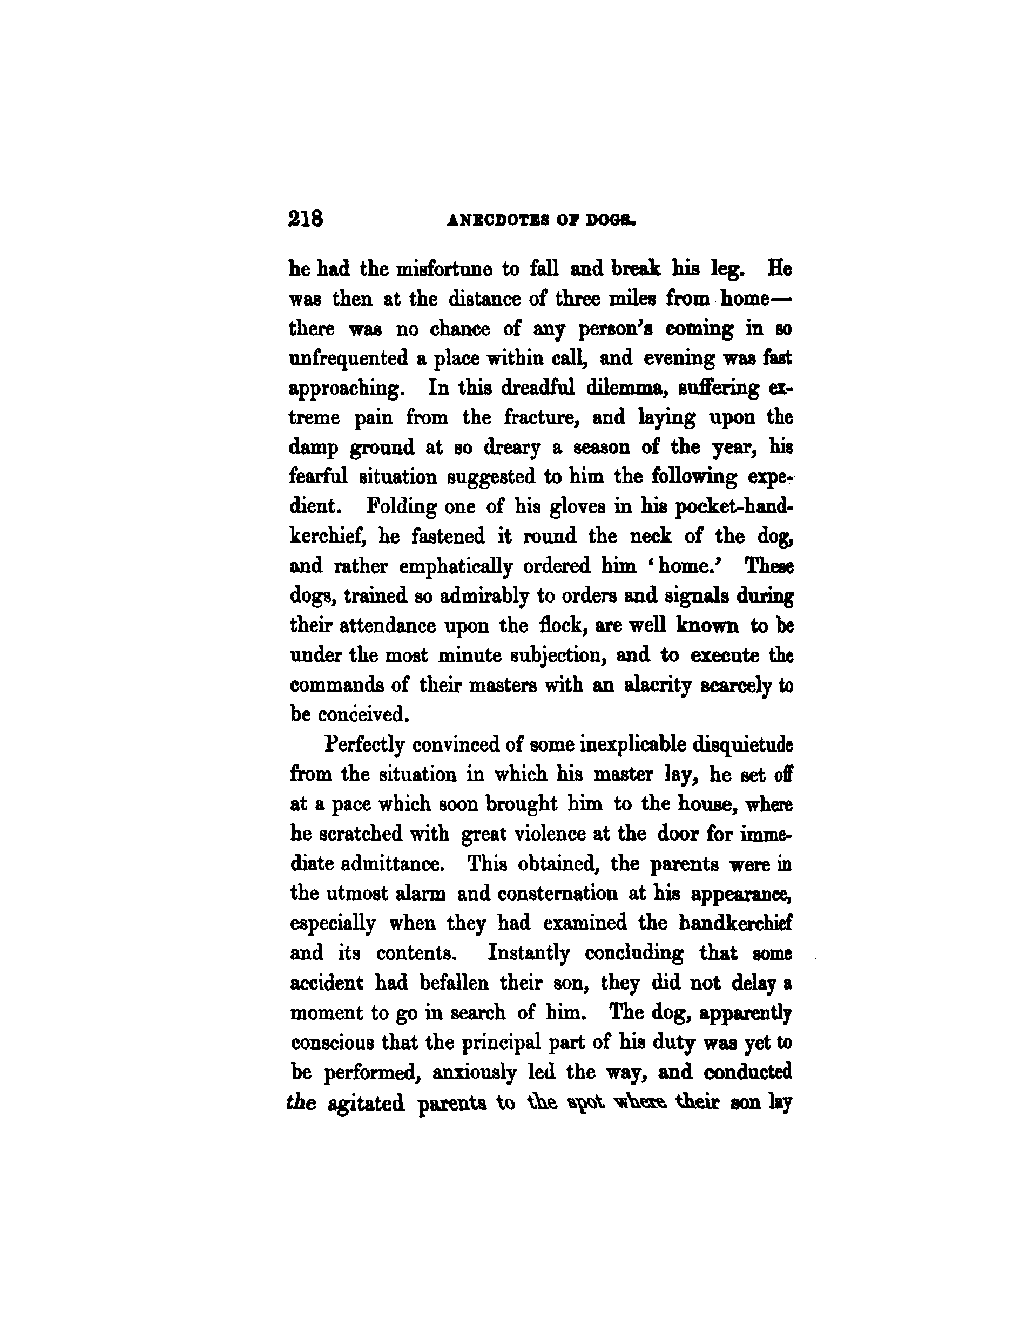 218 ANECDOTES OF DOGS.
he had the misfortune to fall and break his leg. He
was then at the distance of three miles from home—
there was no chance of any person's coming in so
unfrequented a place within call, and evening was fast
approaching. In this dreadful dilemma, suffering ex-
treme pain from the fracture, and laying upon the
damp ground at so dreary a season of the year, his
fearful situation suggested to him the following expe-
dient. Folding one of his gloves in his pocket-hand-
kerchief, he fastened it round the neck of the dog,
and rather emphatically ordered him ‘home.’ These
dogs, trained so admirably to orders and signals during
their attendance upon the flock, are well known to be
under the most minute subjection, and to execute the
commands of their masters with an alacrity scarcely to
be conceived.
Perfectly convinced of some inexplicable disquietude
from the situation in which his master lay, he set off
at a pace which soon brought him to the house, where
he scratched with great violence at the door for imme-
diate admittance. This obtained, the parents were in
the utmost alarm and consternation at his appearance,
especially when they had examined the handkerchief
and its contents. Instantly concluding that some
accident had befallen their son, they did not delay a
moment to go in search of him. The dog, apparently
conscious that the principal part of his duty was yet to
be performed, anxiously led the way, and conducted
the agitated parents to the spot where their son lay